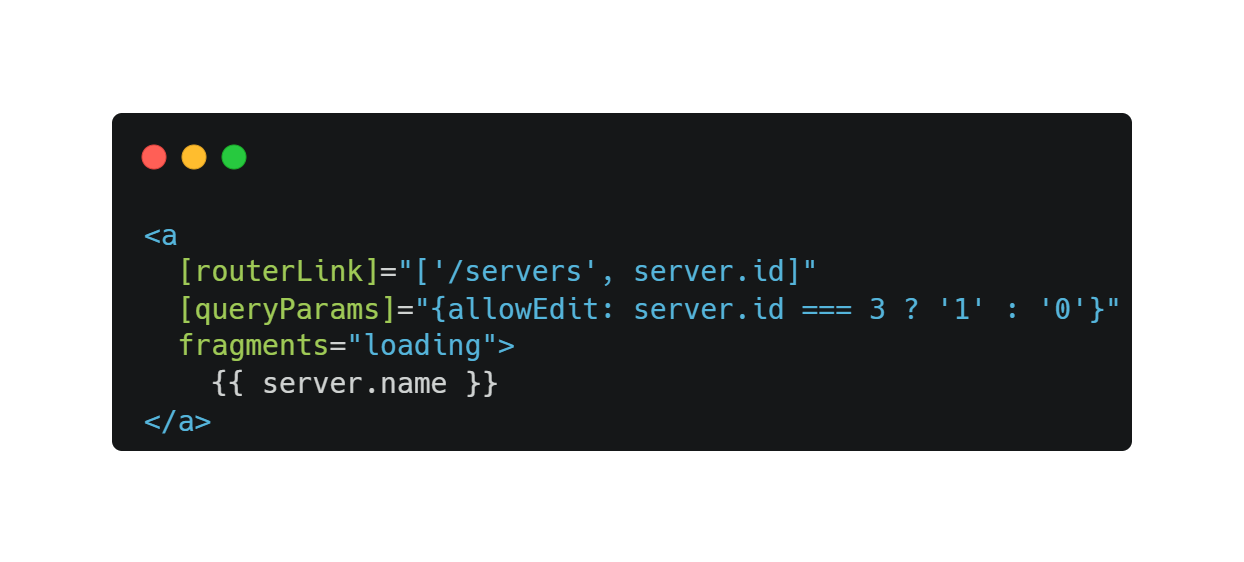 <a
[routerLink]="['/servers', server.id]"
[queryParams]="{allowEdit: server.id === 3 ? '1' : '0'}"
fragments="loading">
{{ server.name }}
</a>